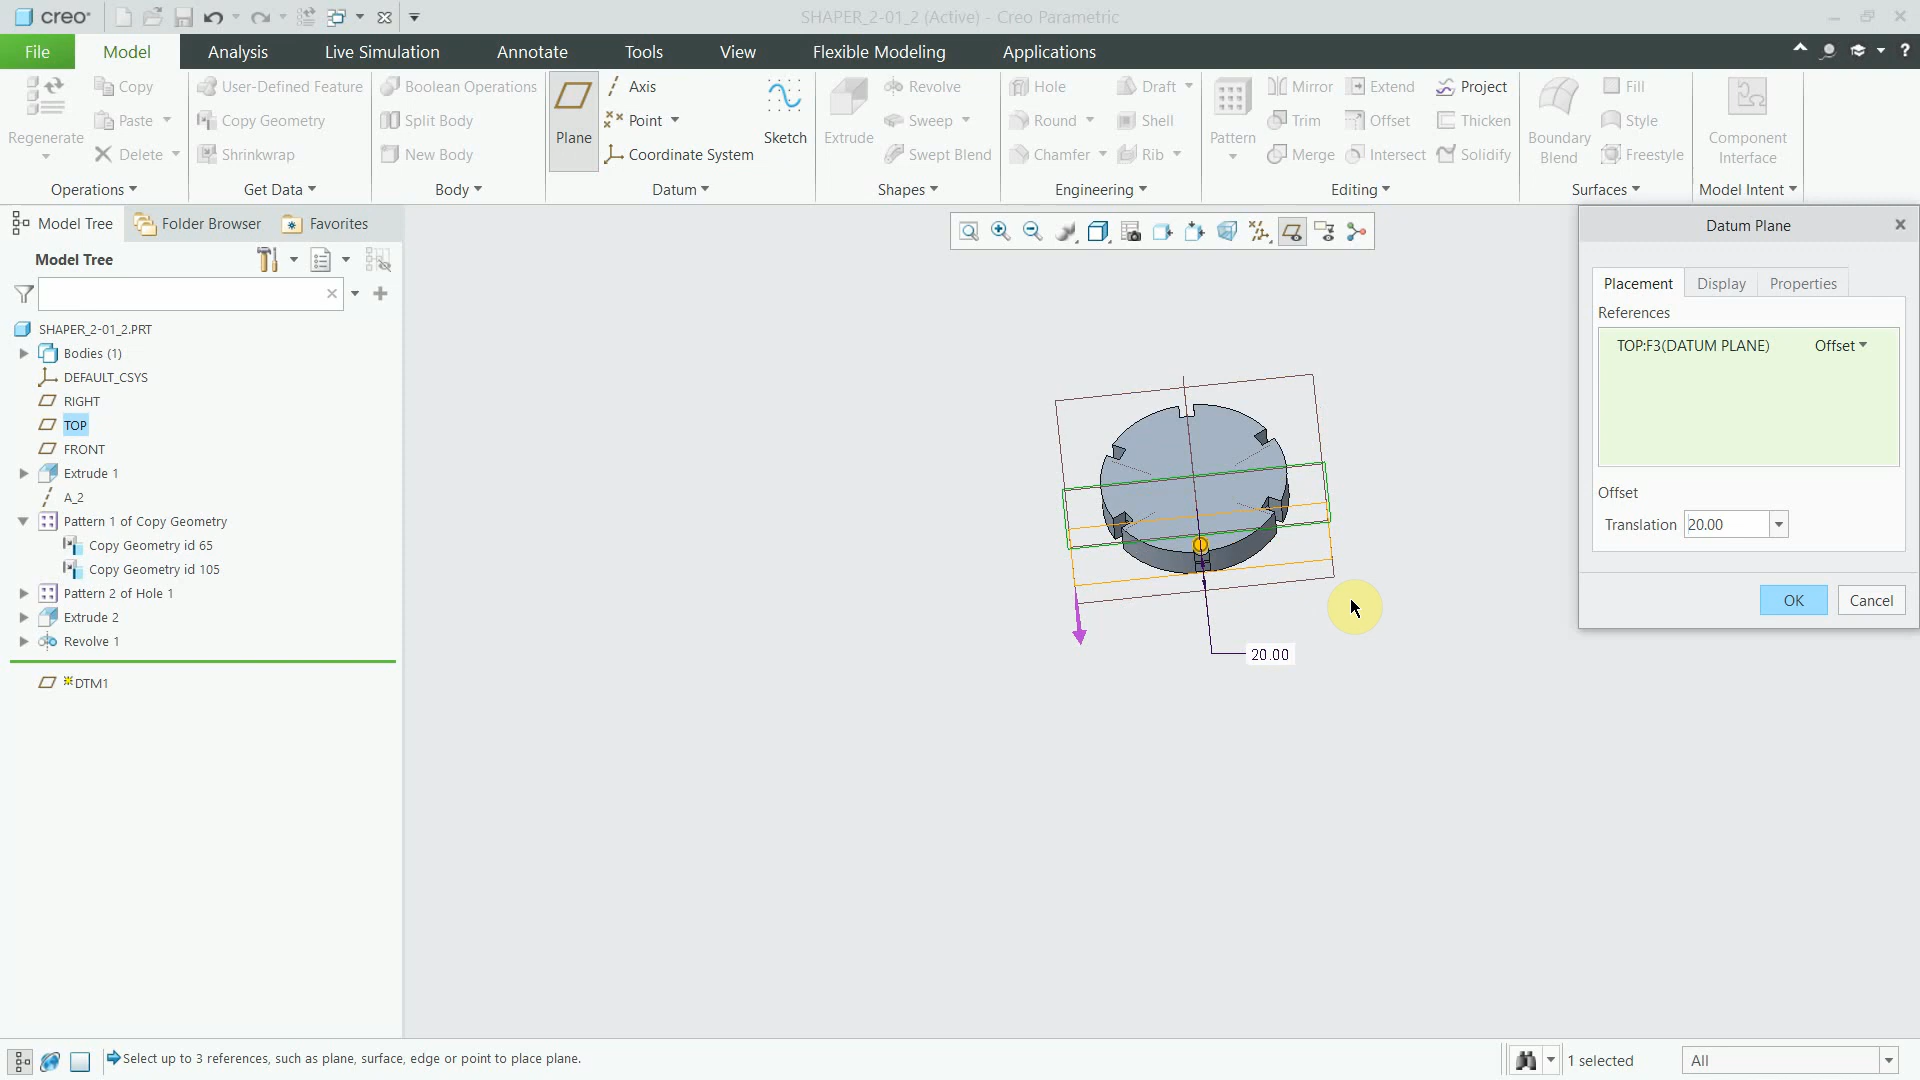 creo
SHAPER_2-01_2 (Active) - Creo Parametric
File Model Analysis Live Simulation Annotate Tools View Flexible Modeling Applications
Regenerate
Copy
Paste
Delete
Operations
User-Defined Feature
Copy Geometry
Shrinkwrap
Get Data
Boolean Operations
Split Body
New Body
Body
Plane
Axis
Point
Coordinate System
Sketch
Datum
Extrude
Revolve
Sweep
Swept Blend
Shapes
Hole Draft
Round Shell
Chamfer Rib
Engineering
Pattern
Mirror Extend Project
Trim Offset Thicken
Merge Intersect Solidify
Editing
Boundary Blend
Fill
Style
Freestyle
Surfaces
Component Interface
Model Intent
Model Tree Folder Browser Favorites
Model Tree
SHAPER_2-01_2.PRT
Bodies (1)
DEFAULT_CSYS
RIGHT
TOP
FRONT
Extrude 1
A_2
Pattern 1 of Copy Geometry
Copy Geometry id 65
Copy Geometry id 105
Pattern 2 of Hole 1
Extrude 2
Revolve 1
DTM1
20.00
Datum Plane
Placement Display Properties
References
TOP:F3(DATUM PLANE) Offset
Offset
Translation 20.00
OK Cancel
Select up to 3 references, such as plane, surface, edge or point to place plane.
1 selected
All